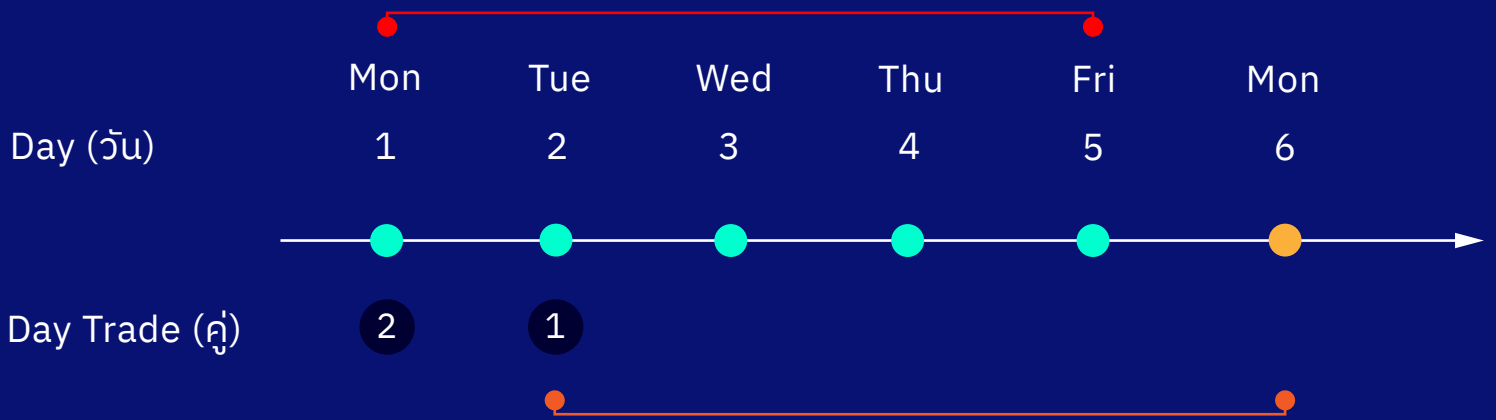 Mon Tue Wed Thu Fri Mon
Day (วัน) 1 2 3 4 5 6
Day Trade (คู่) 2 1